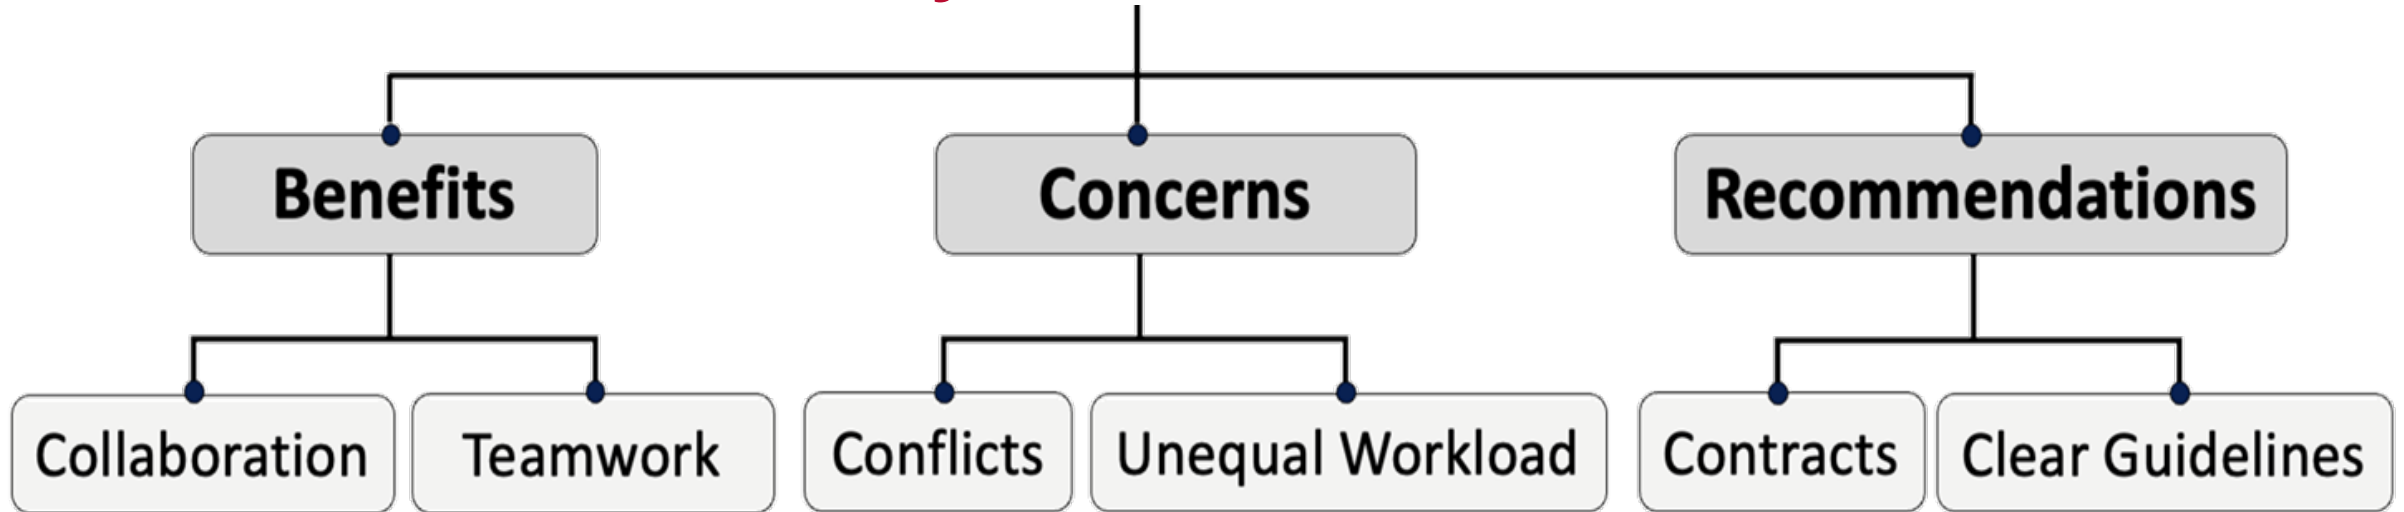 Benefits
Concerns
Recommendations
Collaboration
Teamwork
Conflicts
Unequal Workload
Contracts
Clear Guidelines